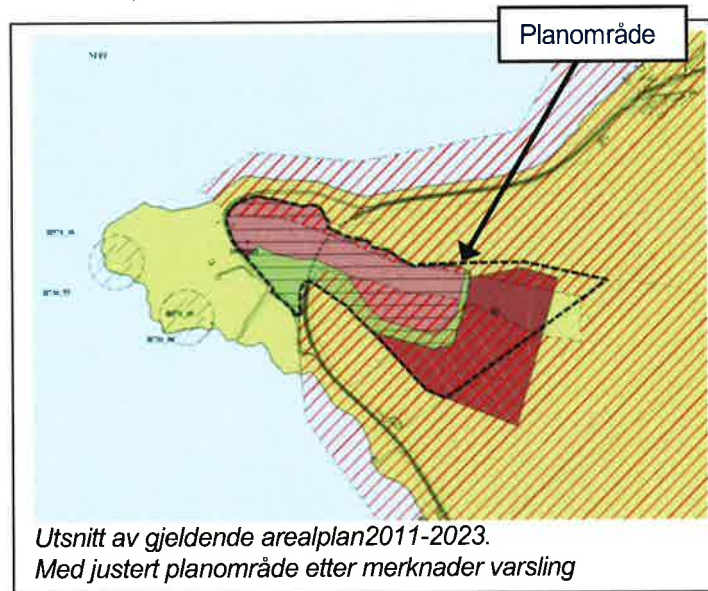 Planområde
Utsnitt av gjeldende arealplan2011-2023.
Med justert planområde etter merknader varsling